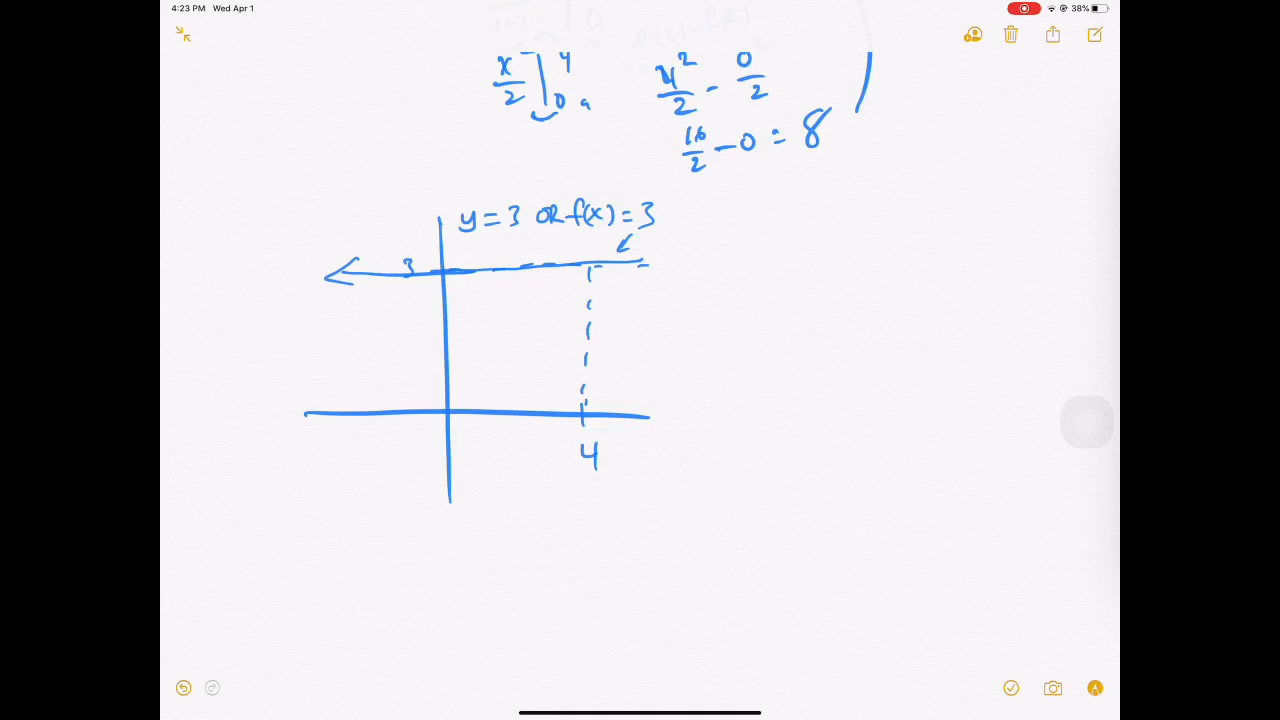 4:23 PM Wed Apr 1
38%
x/2 | 4 0 a
4²/2 - 0/2
16/2 - 0 = 8
y = 3 OR f(x) = 3
3
4